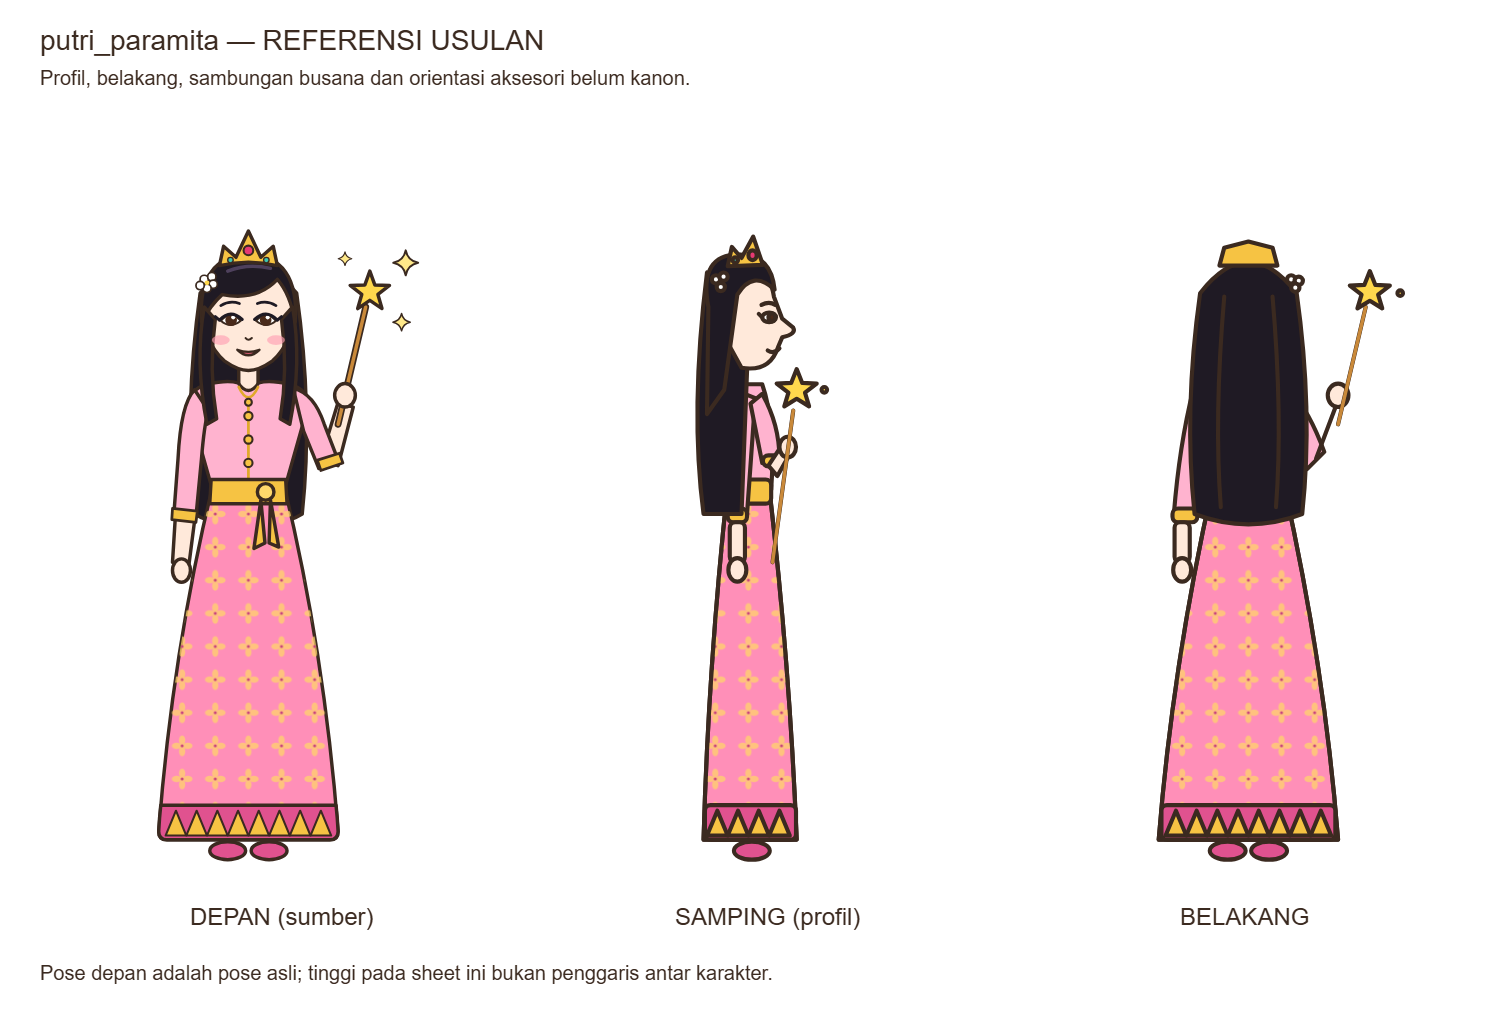 putri_paramita — REFERENSI USULAN
Profil, belakang, sambungan busana dan orientasi aksesori belum kanon.
DEPAN (sumber)
SAMPING (profil)
BELAKANG
Pose depan adalah pose asli; tinggi pada sheet ini bukan penggaris antar karakter.